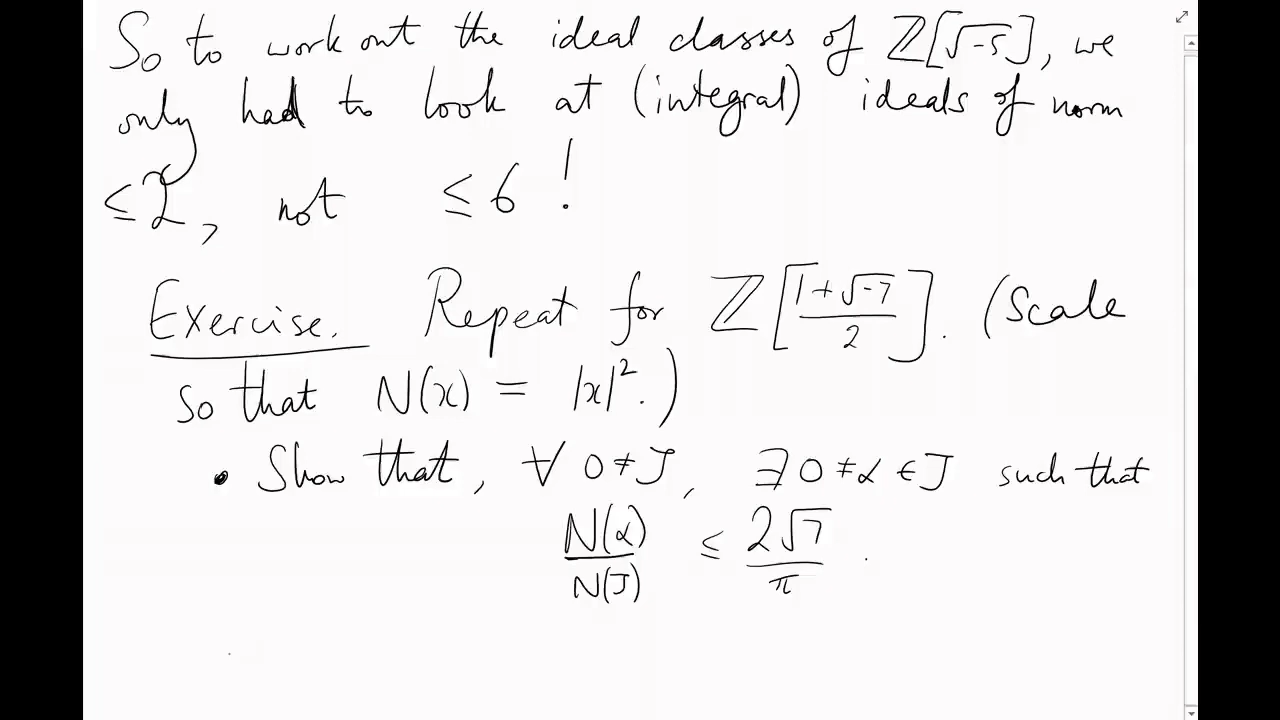 So to work out the ideal classes of ℤ[√-5], we
only had to look at (integral) ideals of norm
≤2, not ≤6!
Exercise. Repeat for ℤ[(1+√-7)/2]. (Scale
so that N(x) = |x|².)
• Show that, ∀ 0≠J, ∃ 0≠α∈J such that
N(α)/N(J) ≤ 2√7/π.